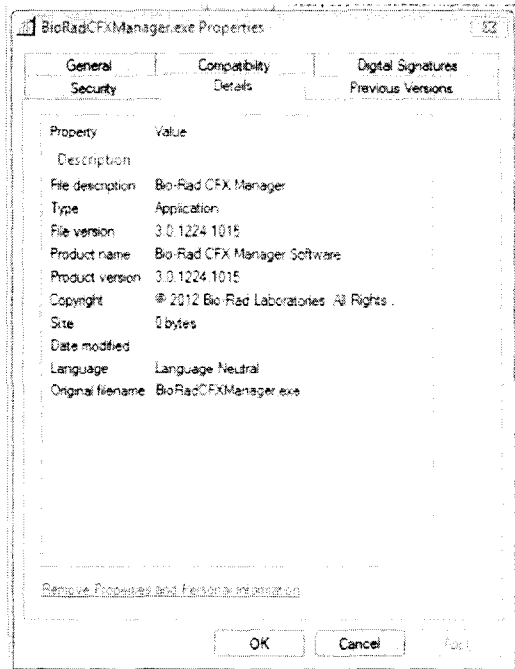 BioRadCFXManager.exe Properties
General Compatibility Digital Signatures
Security Details Previous Versions
Property Value
Description
File description Bio-Rad CFX Manager
Type Application
File version 3.0.1224.1015
Product name Bio-Rad CFX Manager Software
Product version 3.0.1224.1015
Copyright © 2012 Bio-Rad Laboratories. All Rights .
Size 0 bytes
Date modified
Language Language Neutral
Original filename BioRadCFXManager.exe
Remove Properties and Personal Information
OK Cancel Apply